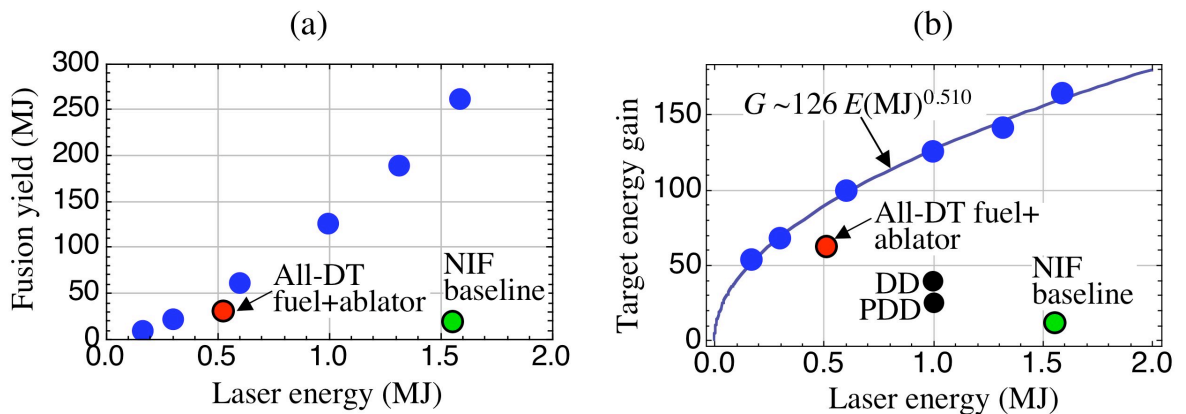 (a)
Fusion yield (MJ)
300
250
200
150
100
50
0
All-DT
fuel+ablator
NIF
baseline
0.0
0.5
1.0
1.5
2.0
Laser energy (MJ)
(b)
Target energy gain
150
100
50
0
G ~126 E(MJ)^0.510
All-DT fuel+
ablator
DD
PDD
NIF
baseline
0.0
0.5
1.0
1.5
2.0
Laser energy (MJ)